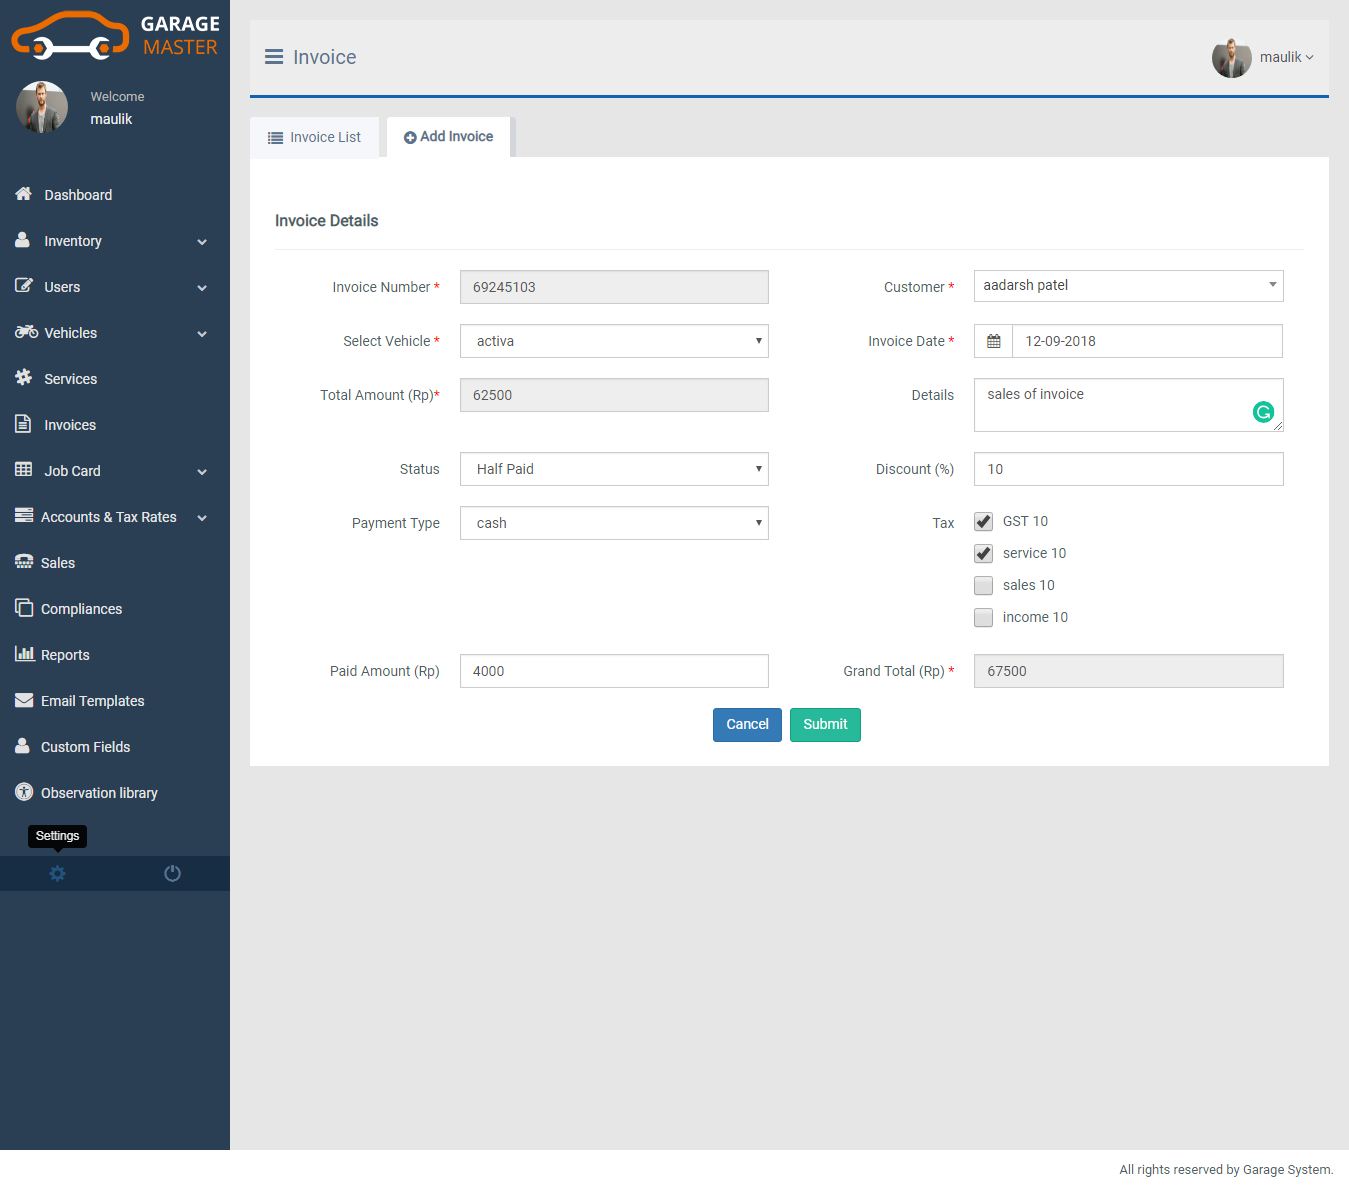 GARAGE
MASTER
Welcome
maulik
Dashboard
Inventory
Users
Vehicles
Services
Invoices
Job Card
Accounts & Tax Rates
Sales
Compliances
Reports
Email Templates
Custom Fields
Observation library
Settings
Invoice
maulik
Invoice List
Add Invoice
Invoice Details
Invoice Number * 69245103
Customer * aadarsh patel
Select Vehicle * activa
Invoice Date * 12-09-2018
Total Amount (Rp)* 62500
Details sales of invoice
Status Half Paid
Discount (%) 10
Payment Type cash
Tax GST 10
service 10
sales 10
income 10
Paid Amount (Rp) 4000
Grand Total (Rp) * 67500
Cancel Submit
All rights reserved by Garage System.